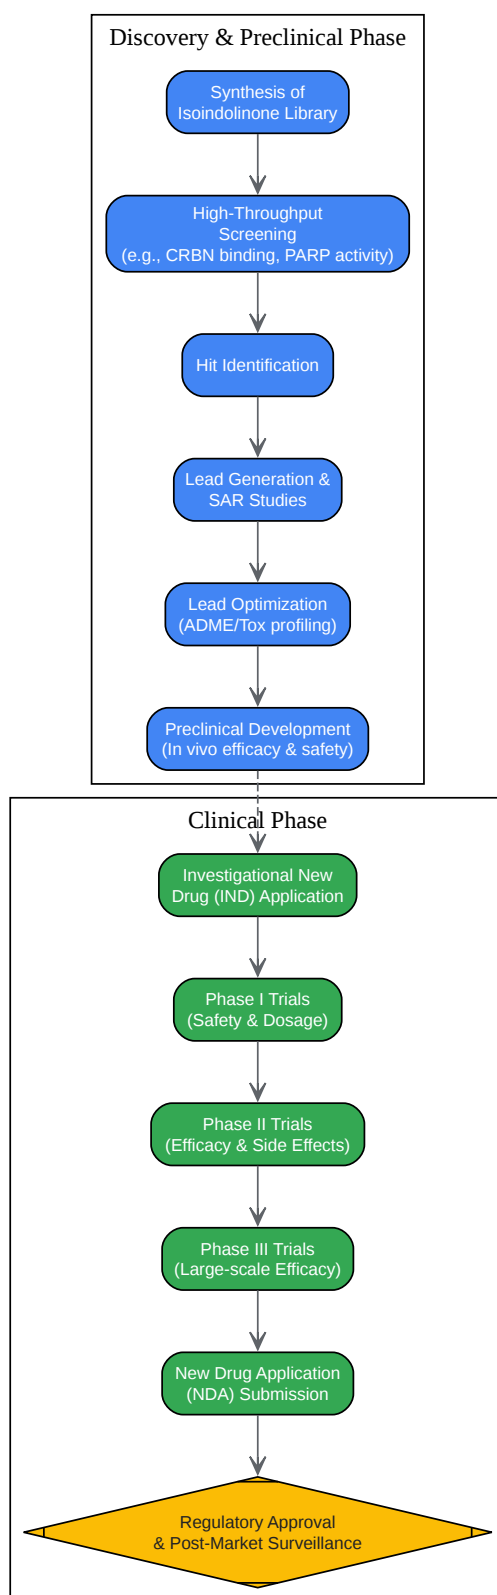 Discovery & Preclinical Phase
Synthesis of
Isoindolinone Library
High-Throughput
Screening
(e.g., CRBN binding, PARP activity)
Hit Identification
Lead Generation &
SAR Studies
Lead Optimization
(ADME/Tox profiling)
Preclinical Development
(In vivo efficacy & safety)
Clinical Phase
Investigational New
Drug (IND) Application
Phase I Trials
(Safety & Dosage)
Phase II Trials
(Efficacy & Side Effects)
Phase III Trials
(Large-scale Efficacy)
New Drug Application
(NDA) Submission
Regulatory Approval
& Post-Market Surveillance